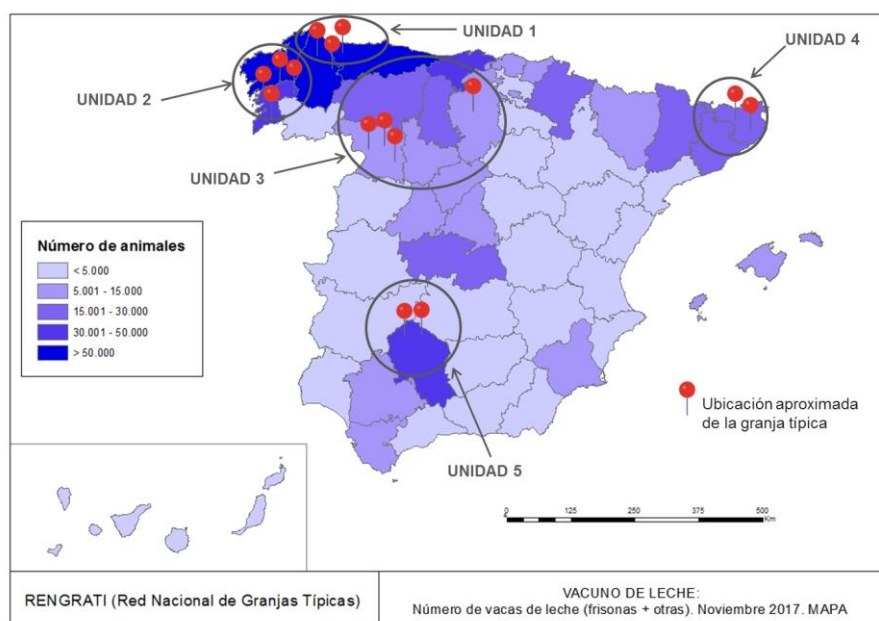 UNIDAD 1
UNIDAD 4
UNIDAD 2
UNIDAD 3
Número de animales
< 5.000
5.001 - 15.000
15.001 - 30.000
30.001 - 50.000
> 50.000
Ubicación aproximada
de la granja típica
UNIDAD 5
0 125 250 375 500
Km
RENGRATI (Red Nacional de Granjas Típicas)
VACUNO DE LECHE:
Número de vacas de leche (frisonas + otras). Noviembre 2017. MAPA